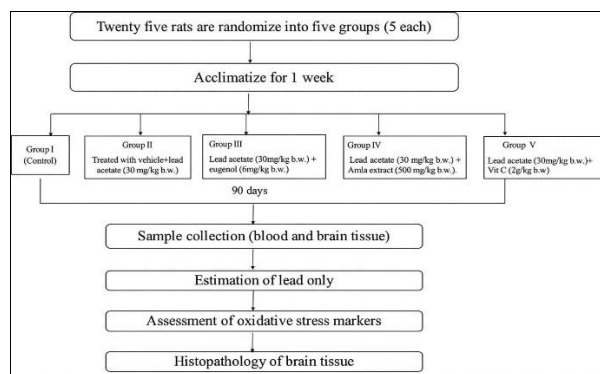 Twenty five rats are randomize into five groups (5 each)
Acclimatize for 1 week
Group I
(Control)
Group II
Treated with vehicle+lead
acetate (30 mg/kg b.w.)
Group III
Lead acetate (30mg/kg b.w.) +
eugenol (6mg/kg b.w.)
Group IV
Lead acetate (30 mg/kg b.w.) +
Amla extract (500 mg/kg b.w.).
Group V
Lead acetate (30mg/kg b.w.)+
Vit C (2g/kg b.w)
90 days
Sample collection (blood and brain tissue)
Estimation of lead only
Assessment of oxidative stress markers
Histopathology of brain tissue